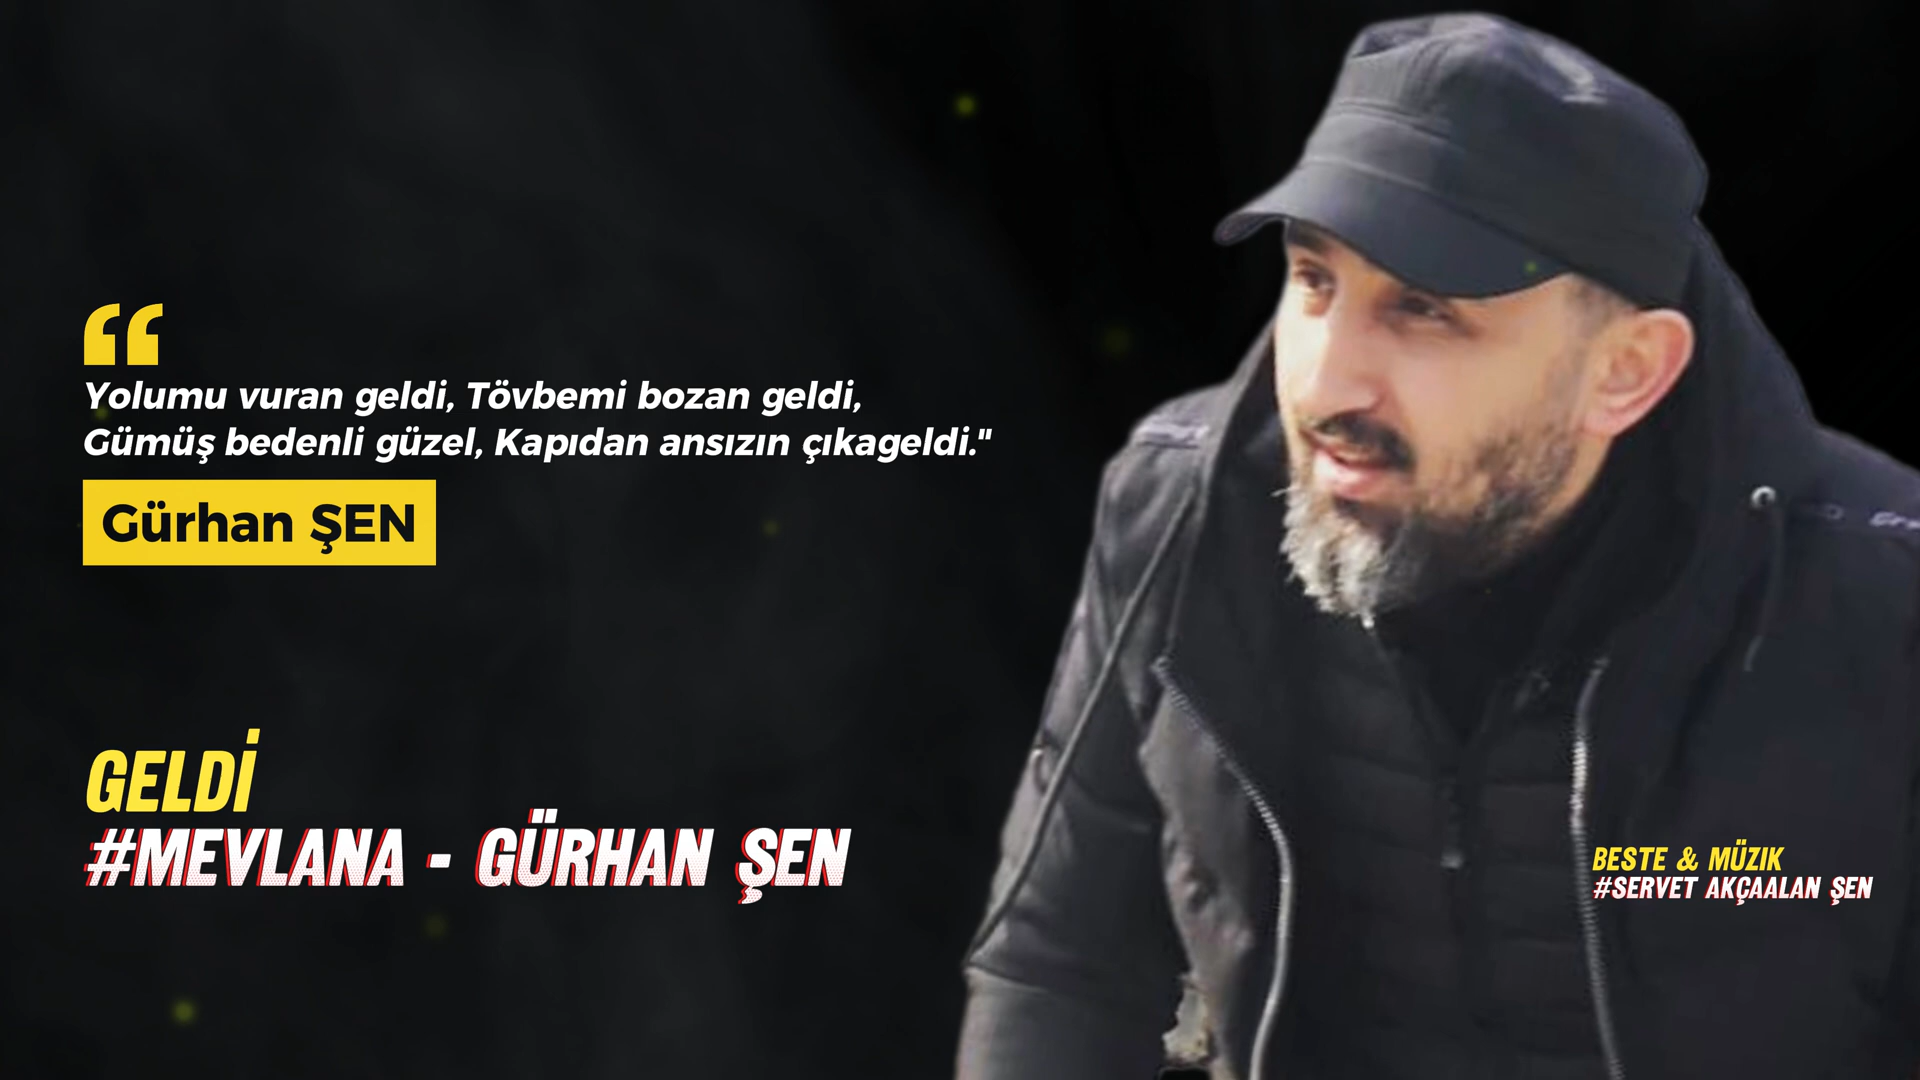 “
Yolumu vuran geldi, Tövbemi bozan geldi,
Gümüş bedenli güzel, Kapıdan ansızın çıkageldi."
Gürhan ŞEN
GELDİ
#MEVLANA - GÜRHAN ŞEN
BESTE & MÜZIK
#SERVET AKÇAALAN ŞEN